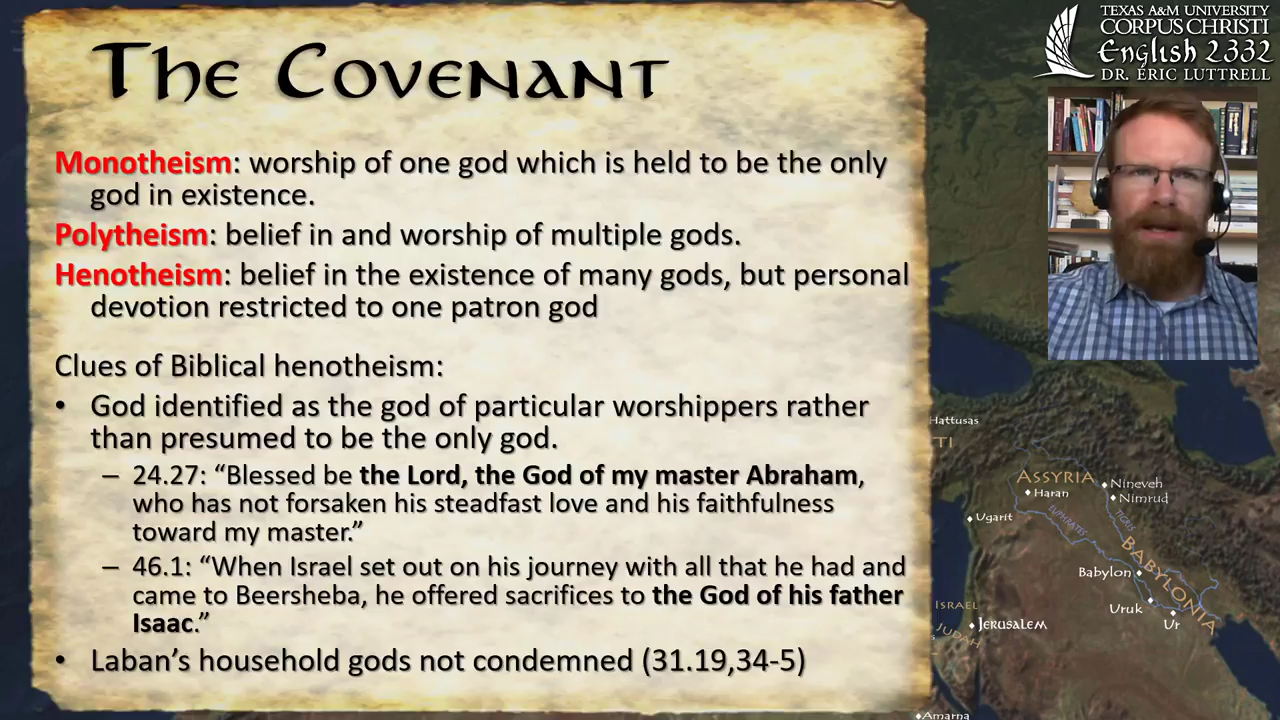 The Covenant
Monotheism: worship of one god which is held to be the only
god in existence.
Polytheism: belief in and worship of multiple gods.
Henotheism: belief in the existence of many gods, but personal
devotion restricted to one patron god
Clues of Biblical henotheism:
• God identified as the god of particular worshippers rather
than presumed to be the only god.
– 24.27: “Blessed be the Lord, the God of my master Abraham,
who has not forsaken his steadfast love and his faithfulness
toward my master.”
– 46.1: “When Israel set out on his journey with all that he had and
came to Beersheba, he offered sacrifices to the God of his father
Isaac.”
• Laban’s household gods not condemned (31.19,34-5)
TEXAS A&M UNIVERSITY
CORPUS CHRISTI
English 2332
DR. ERIC LUTTRELL
Hattusas
TI
ASSYRIA
Haran
Nineveh
Nimrud
Ugarit
EUPHRATES
TIGRIS
BABYLONIA
Babylon
Uruk
Ur
ISRAEL
JERUSALEM
JUDAH
Amarna